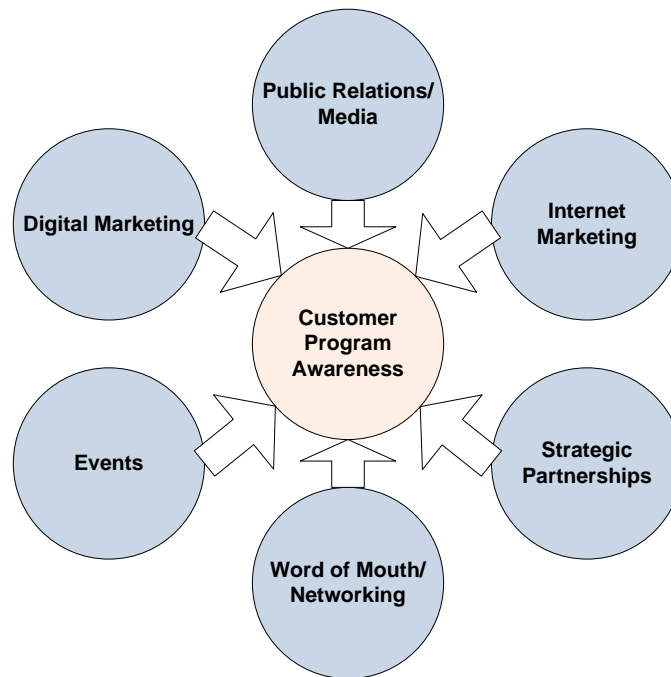 Public Relations/
Media
Digital Marketing
Internet
Marketing
Customer
Program
Awareness
Events
Strategic
Partnerships
Word of Mouth/
Networking